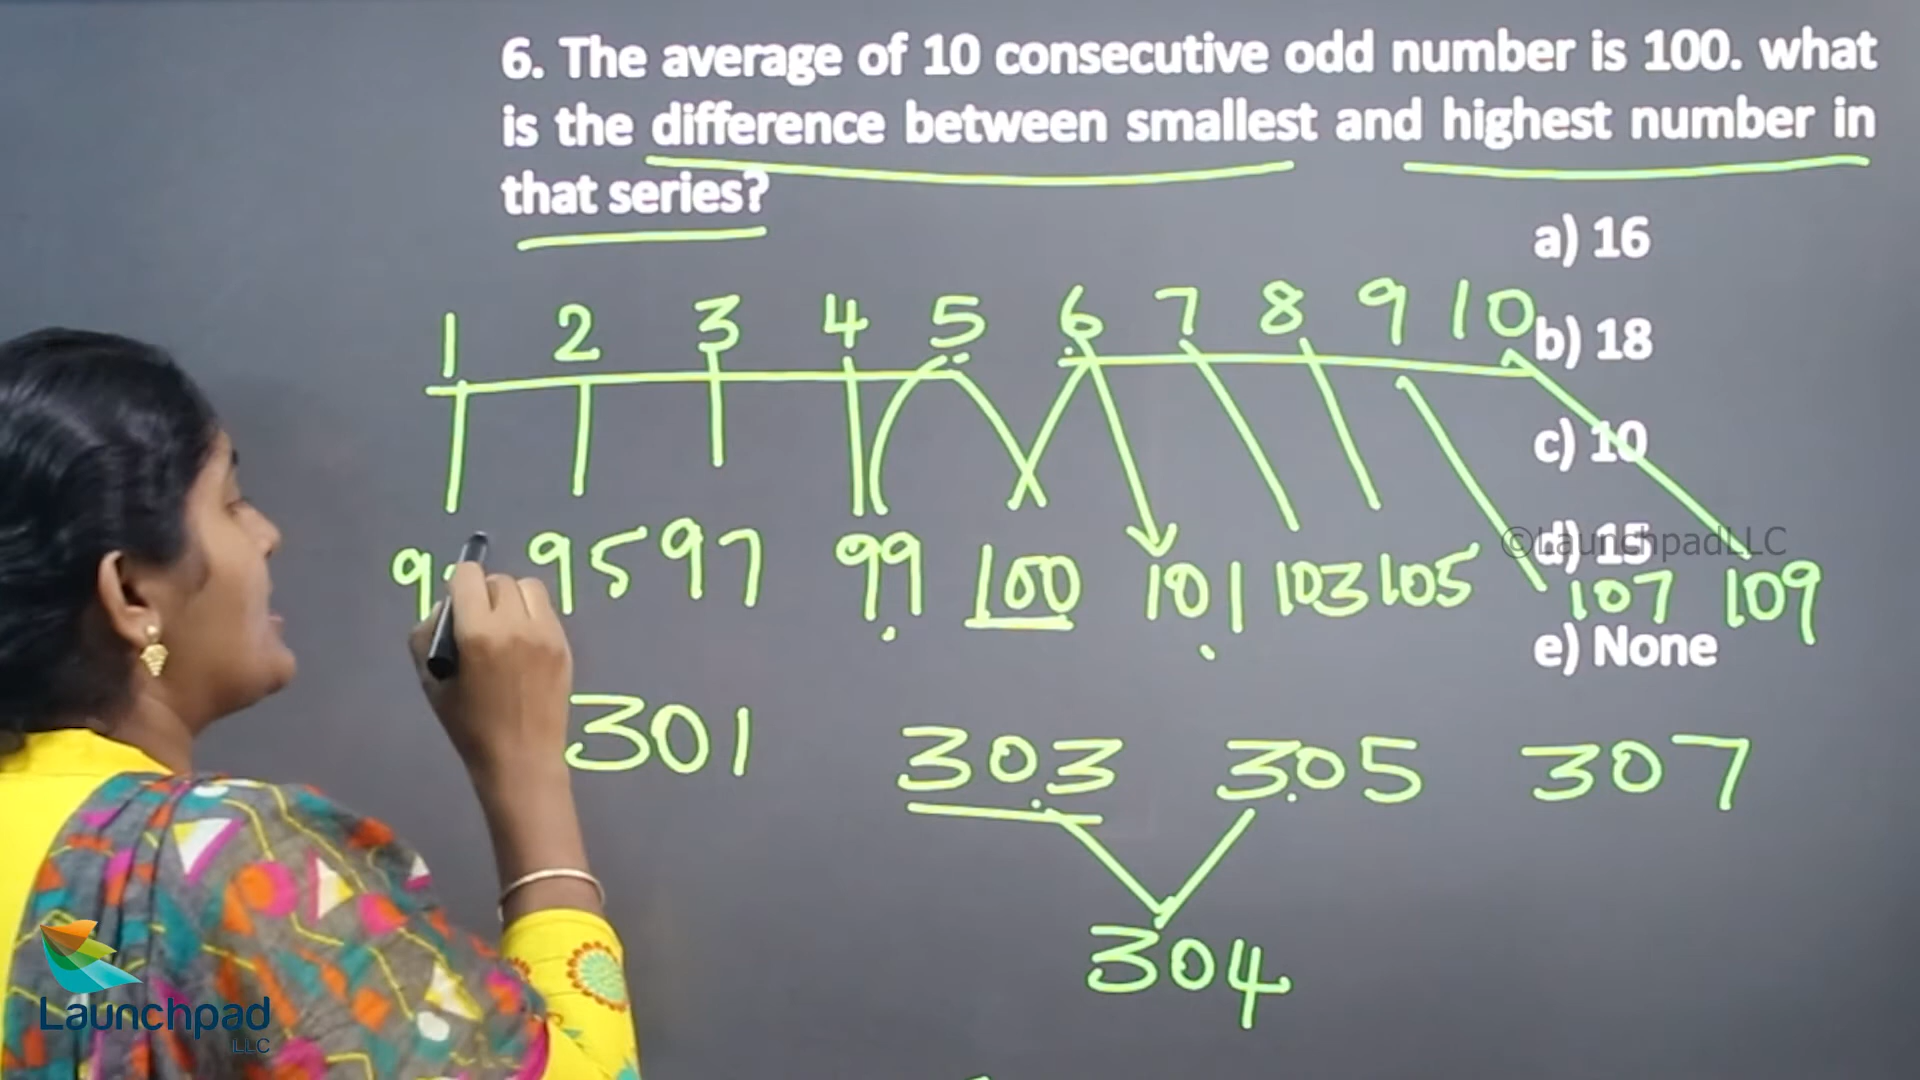 6. The average of 10 consecutive odd number is 100. what
is the difference between smallest and highest number in
that series?
a) 16
b) 18
c) 10
d) 15
e) None
1 2 3 4 5 6 7 8 9 10
95 97 99 100 101 103 105 107 109
©LaunchpadLLC
301 303 305 307
304
Launchpad
LLC